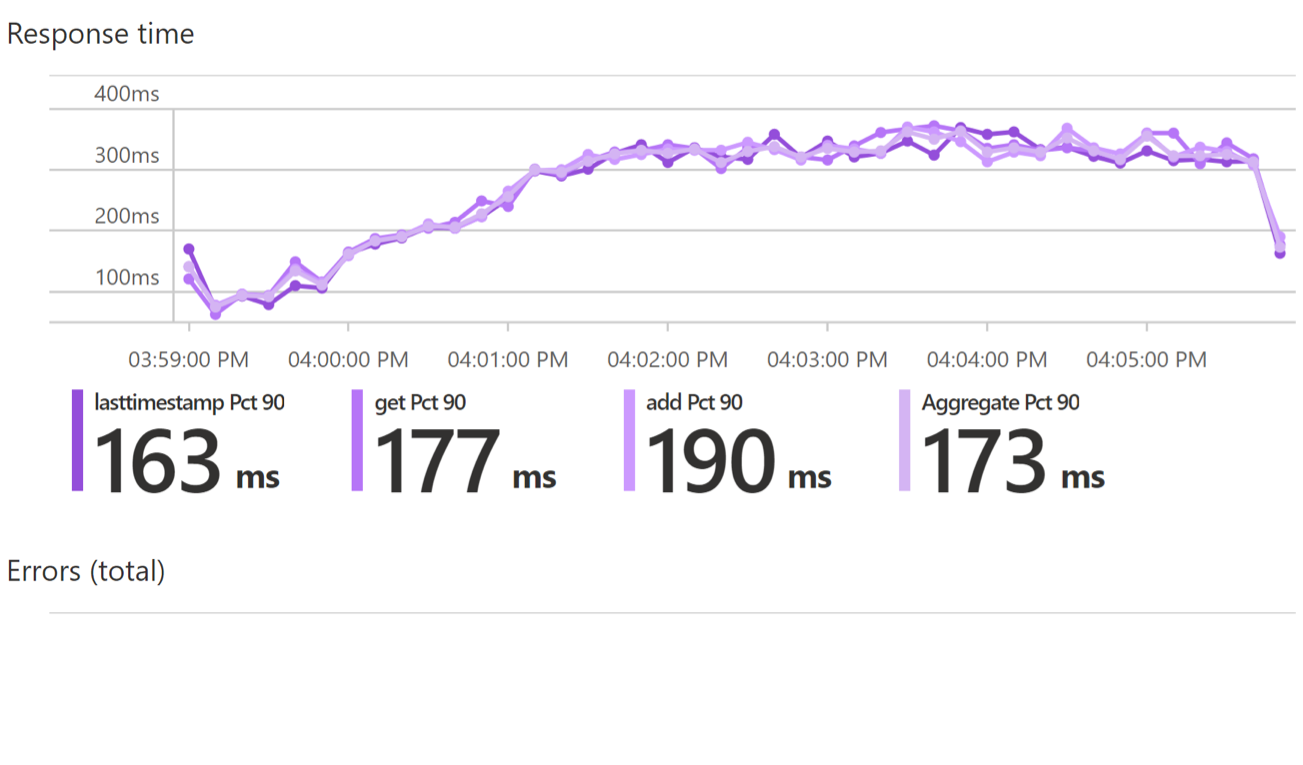 Response time
400ms
300ms
200ms
100ms
03:59:00 PM 04:00:00 PM 04:01:00 PM 04:02:00 PM 04:03:00 PM 04:04:00 PM 04:05:00 PM
lasttimestamp Pct 90 get Pct 90 add Pct 90 Aggregate Pct 90
163 ms 177 ms 190 ms 173 ms
Errors (total)